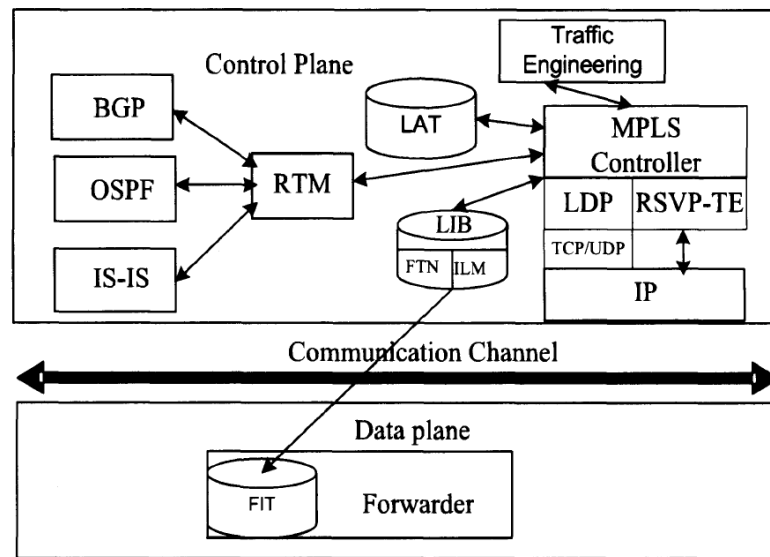 Control Plane
Traffic
Engineering
BGP
OSPF
IS-IS
RTM
LAT
MPLS
Controller
LDP
RSVP-TE
TCP/UDP
IP
LIB
FTN
ILM
Communication Channel
Data plane
FIT
Forwarder